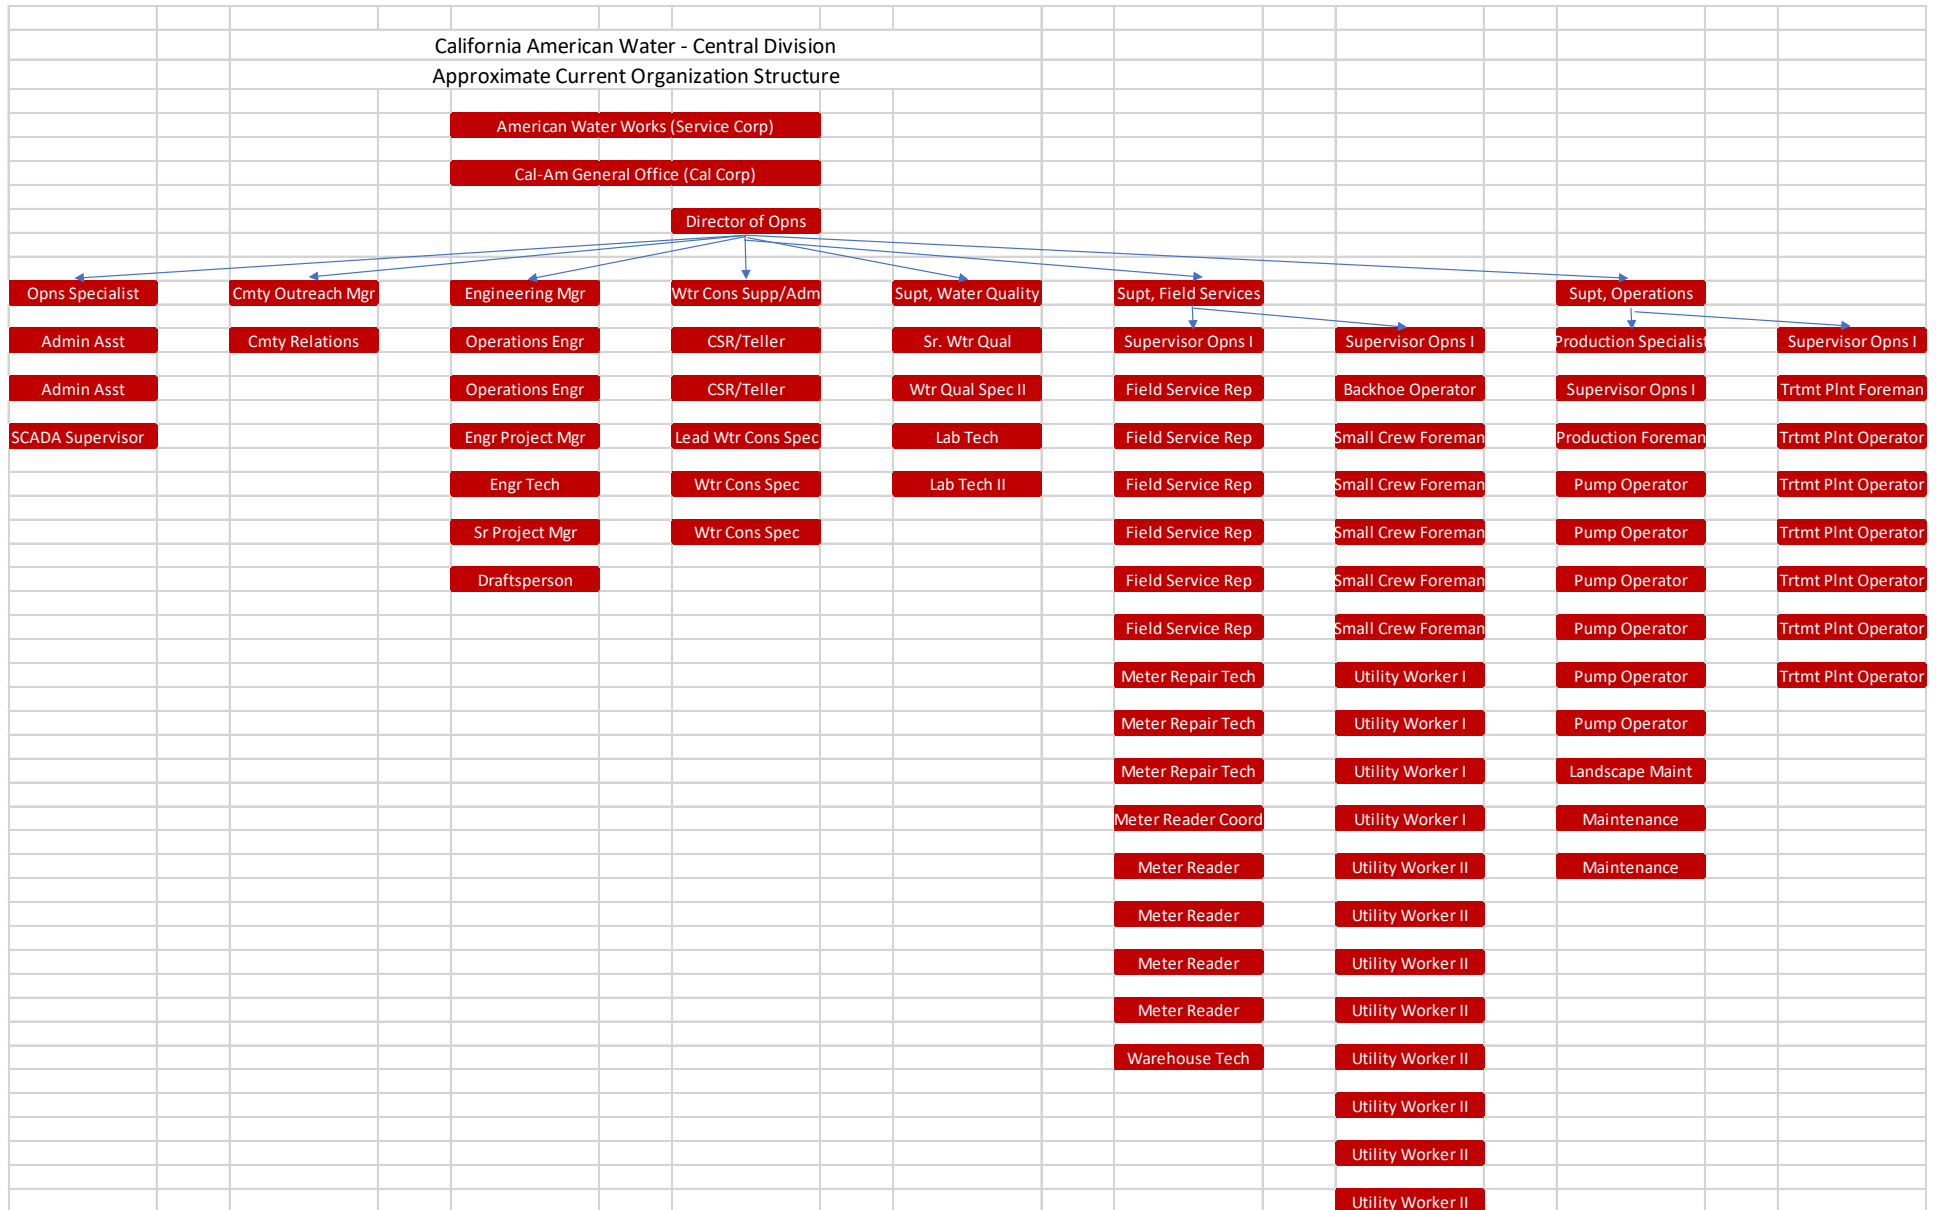 California American Water - Central Division
Approximate Current Organization Structure
American Water Works (Service Corp)
Cal-Am General Office (Cal Corp)
Director of Opns
Opns Specialist Cmty Outreach Mgr Engineering Mgr Wtr Cons Supp/Adm Supt, Water Quality Supt, Field Services Supt, Operations
Admin Asst Cmty Relations Operations Engr CSR/Teller Sr. Wtr Qual Supervisor Opns I Supervisor Opns I Production Specialist Supervisor Opns I
Admin Asst Operations Engr CSR/Teller Wtr Qual Spec II Field Service Rep Backhoe Operator Supervisor Opns I Trtmt Plnt Foreman
SCADA Supervisor Engr Project Mgr Lead Wtr Cons Spec Lab Tech Field Service Rep Small Crew Foreman Production Foreman Trtmt Plnt Operator
Engr Tech Wtr Cons Spec Lab Tech II Field Service Rep Small Crew Foreman Pump Operator Trtmt Plnt Operator
Sr Project Mgr Wtr Cons Spec Field Service Rep Small Crew Foreman Pump Operator Trtmt Plnt Operator
Draftsperson Field Service Rep Small Crew Foreman Pump Operator Trtmt Plnt Operator
Field Service Rep Small Crew Foreman Pump Operator Trtmt Plnt Operator
Meter Repair Tech Utility Worker I Pump Operator Trtmt Plnt Operator
Meter Repair Tech Utility Worker I Pump Operator
Meter Repair Tech Utility Worker I Landscape Maint
Meter Reader Coord Utility Worker I Maintenance
Meter Reader Utility Worker II Maintenance
Meter Reader Utility Worker II
Meter Reader Utility Worker II
Meter Reader Utility Worker II
Warehouse Tech Utility Worker II
Utility Worker II
Utility Worker II
Utility Worker II